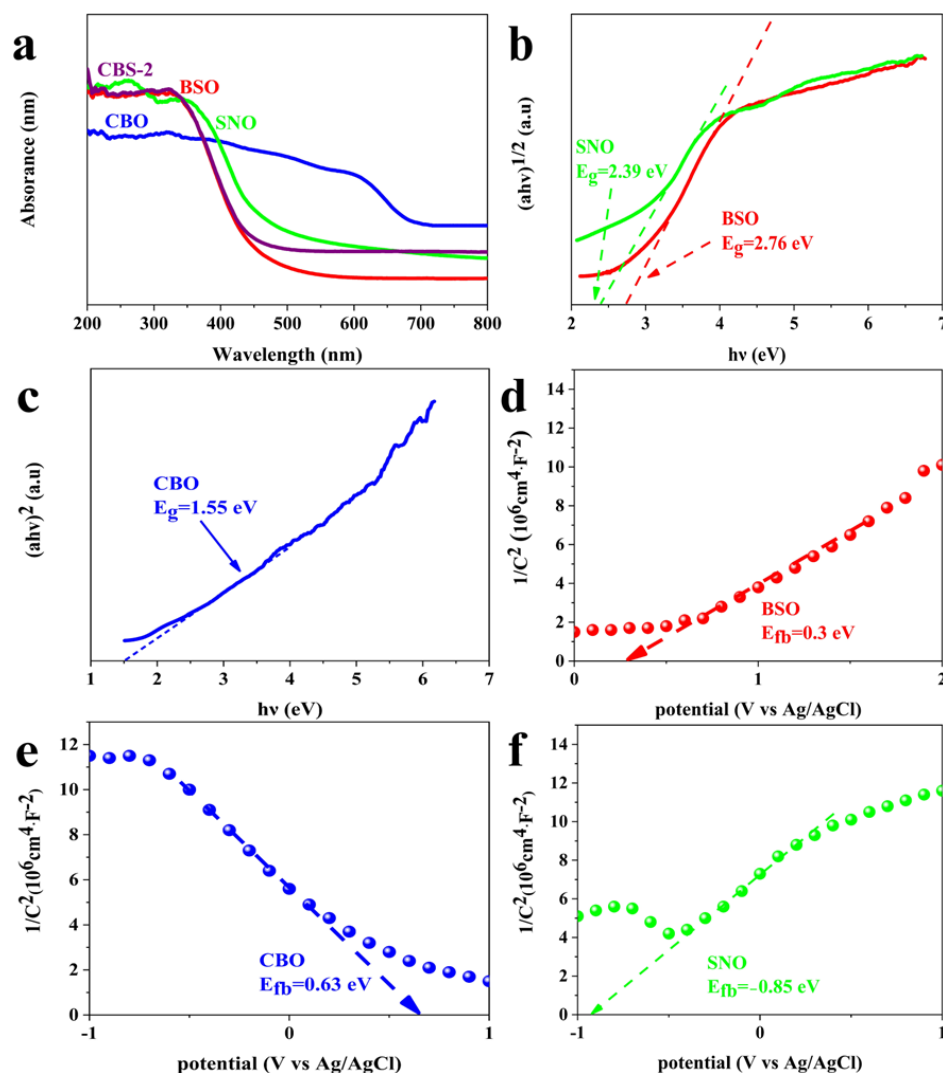 a
CBS-2
BSO
SNO
CBO
Absorance (nm)
200 300 400 500 600 700 800
Wavelength (nm)
b
(ahv)1/2 (a.u)
SNO
Eg=2.39 eV
BSO
Eg=2.76 eV
2 3 4 5 6 7
hv (eV)
c
(ahv)2 (a.u)
CBO
Eg=1.55 eV
1 2 3 4 5 6 7
hv (eV)
d
1/C2 (106cm4·F-2)
14
12
10
8
6
4
2
0
BSO
Efb=0.3 eV
0 1 2
potential (V vs Ag/AgCl)
e
1/C2(106cm4·F-2)
12
10
8
6
4
2
0
CBO
Efb=0.63 eV
-1 0 1
potential (V vs Ag/AgCl)
f
1/C2(106cm4·F-2)
14
12
10
8
6
4
2
0
SNO
Efb=-0.85 eV
-1 0 1
potential (V vs Ag/AgCl)